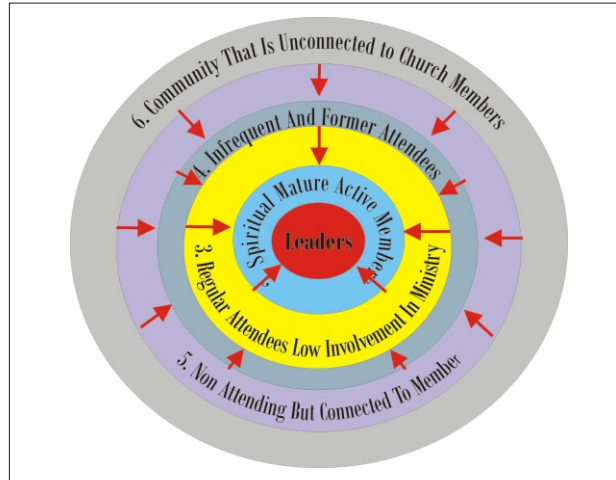 6. Community That Is Unconnected to Church Members
4. Infrequent And Former Attendees
Spiritual Mature Active Member
Leaders
3. Regular Attendees Low Involvement In Ministry
5. Non Attending But Connected To Member